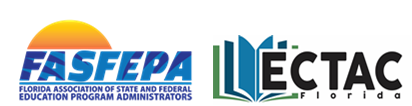 FASFEPA
FLORIDA ASSOCIATION OF STATE AND FEDERAL
EDUCATION PROGRAM ADMINISTRATORS
ECTAC
Florida